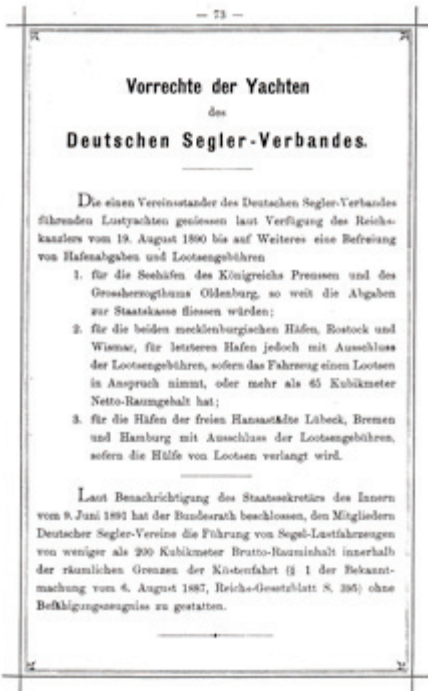 — 73 —
Vorrechte der Yachten
des
Deutschen Segler-Verbandes.
Die einen Vereinsstander des Deutschen Segler-Verbandes
führenden Lustyachten geniessen laut Verfügung des Reichs-
kanzlers vom 19. August 1890 bis auf Weiteres eine Befreiung
von Hafenabgaben und Lootsengebühren
1. für die Seehäfen des Königreichs Preussen und des
Grossherzogthums Oldenburg, so weit die Abgaben
zur Staatskasse fliessen würden;
2. für die beiden mecklenburgischen Häfen, Rostock und
Wismar, für letzteren Hafen jedoch mit Ausschluss
der Lootsengebühren, sofern das Fahrzeug einen Lootsen
in Anspruch nimmt, oder mehr als 65 Kubikmeter
Netto-Raumgehalt hat;
3. für die Häfen der freien Hansastädte Lübeck, Bremen
und Hamburg mit Ausschluss der Lootsengebühren,
sofern die Hülfe von Lootsen verlangt wird.
Laut Benachrichtigung des Staatssekretärs des Innern
vom 9. Juni 1891 hat der Bundesrath beschlossen, den Mitgliedern
Deutscher Segler-Vereine die Führung von Segel-Lustfahrzeugen
von weniger als 200 Kubikmeter Brutto-Rauminhalt innerhalb
der räumlichen Grenzen der Küstenfahrt (§ 1 der Bekannt-
machung vom 6. August 1887, Reichs-Gesetzblatt S. 395) ohne
Befähigungszeugniss zu gestatten.